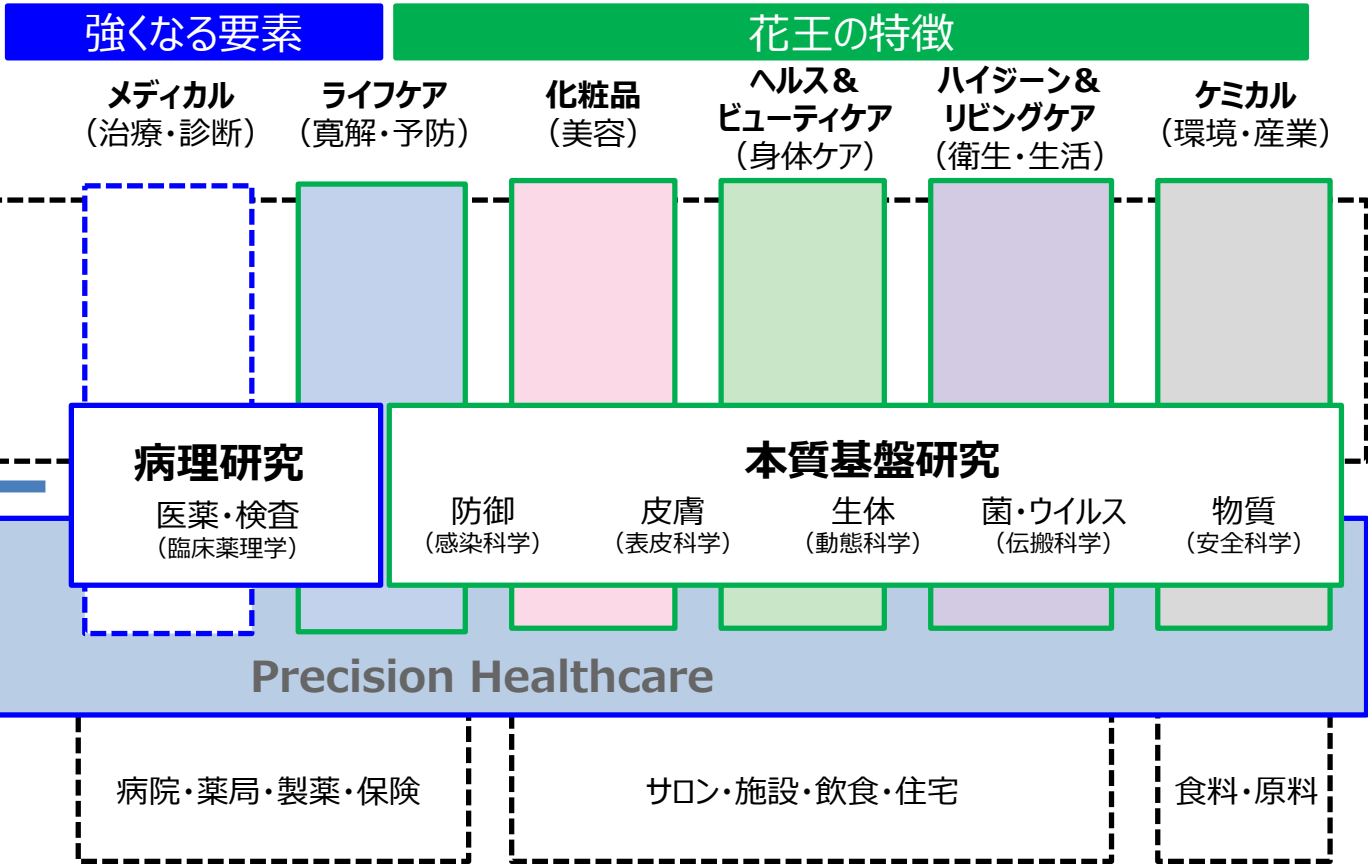 強くなる要素
花王の特徴
メディカル
（治療・診断）
ライフケア
（寛解・予防）
化粧品
（美容）
ヘルス＆
ビューティケア
（身体ケア）
ハイジーン＆
リビングケア
（衛生・生活）
ケミカル
（環境・産業）
病理研究
医薬・検査
（臨床薬理学）
本質基盤研究
防御
（感染科学）
皮膚
（表皮科学）
生体
（動態科学）
菌・ウイルス
（伝搬科学）
物質
（安全科学）
Precision Healthcare
病院・薬局・製薬・保険
サロン・施設・飲食・住宅
食料・原料